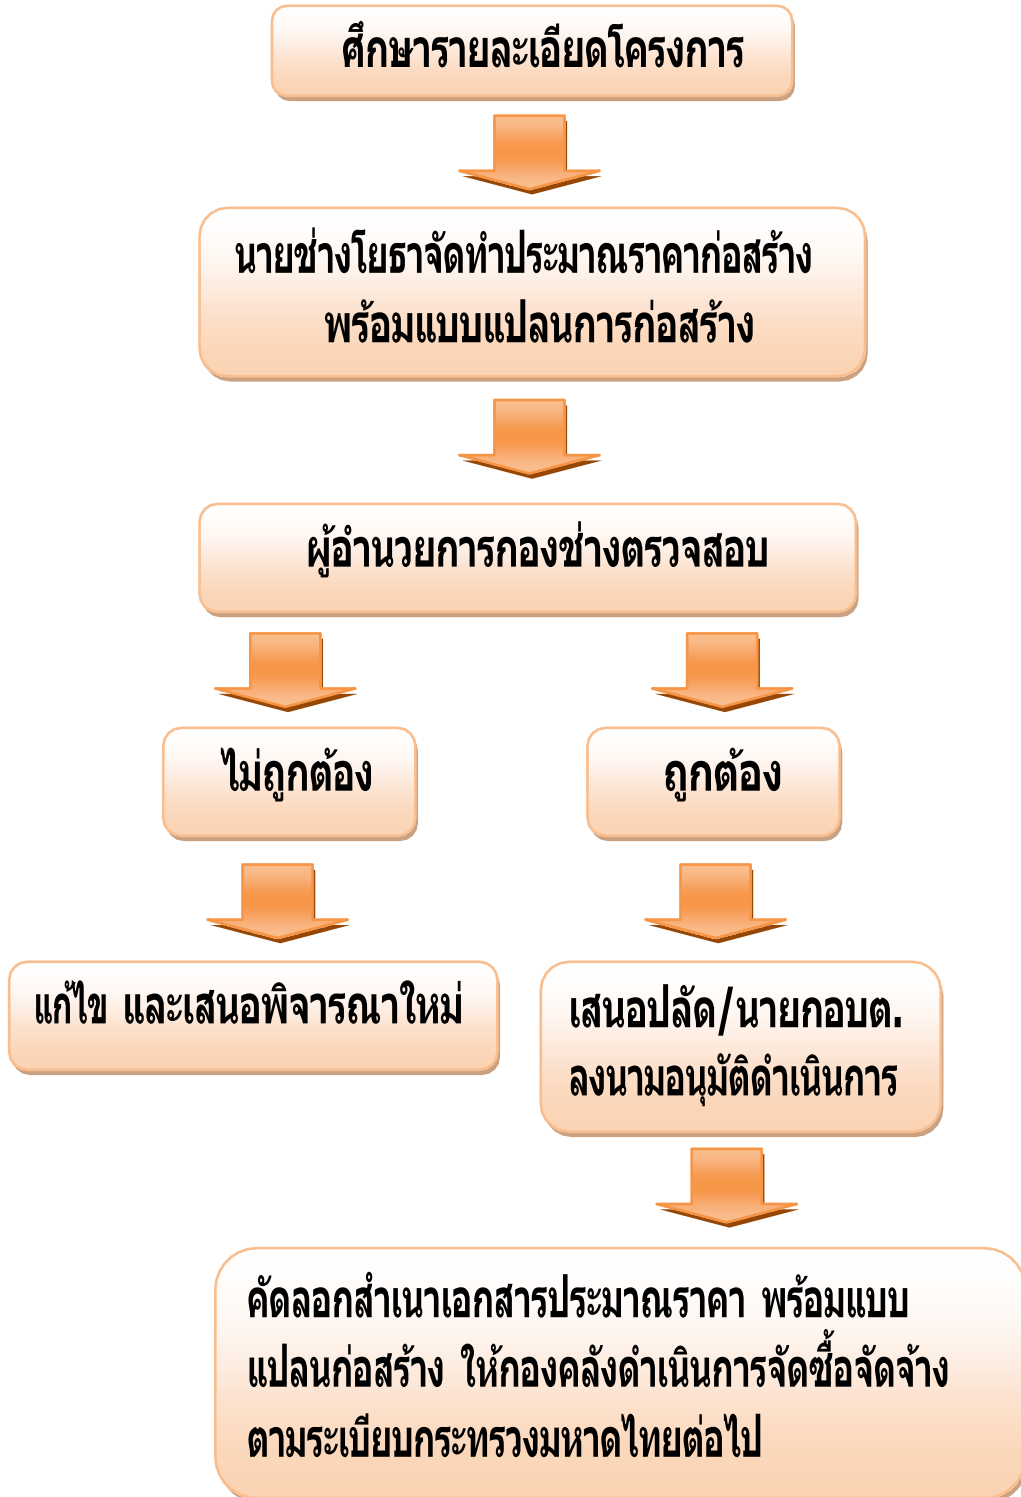 ศึกษารายละเอียดโครงการ
นายช่างโยธาจัดทำประมาณราคาก่อสร้าง
พร้อมแบบแปลนการก่อสร้าง
ผู้อำนวยการกองช่างตรวจสอบ
ไม่ถูกต้อง
ถูกต้อง
แก้ไข และเสนอพิจารณาใหม่
เสนอปลัด/นายกอบต.
ลงนามอนุมัติดำเนินการ
คัดลอกสำเนาเอกสารประมาณราคา พร้อมแบบ
แปลนก่อสร้าง ให้กองคลังดำเนินการจัดซื้อจัดจ้าง
ตามระเบียบกระทรวงมหาดไทยต่อไป